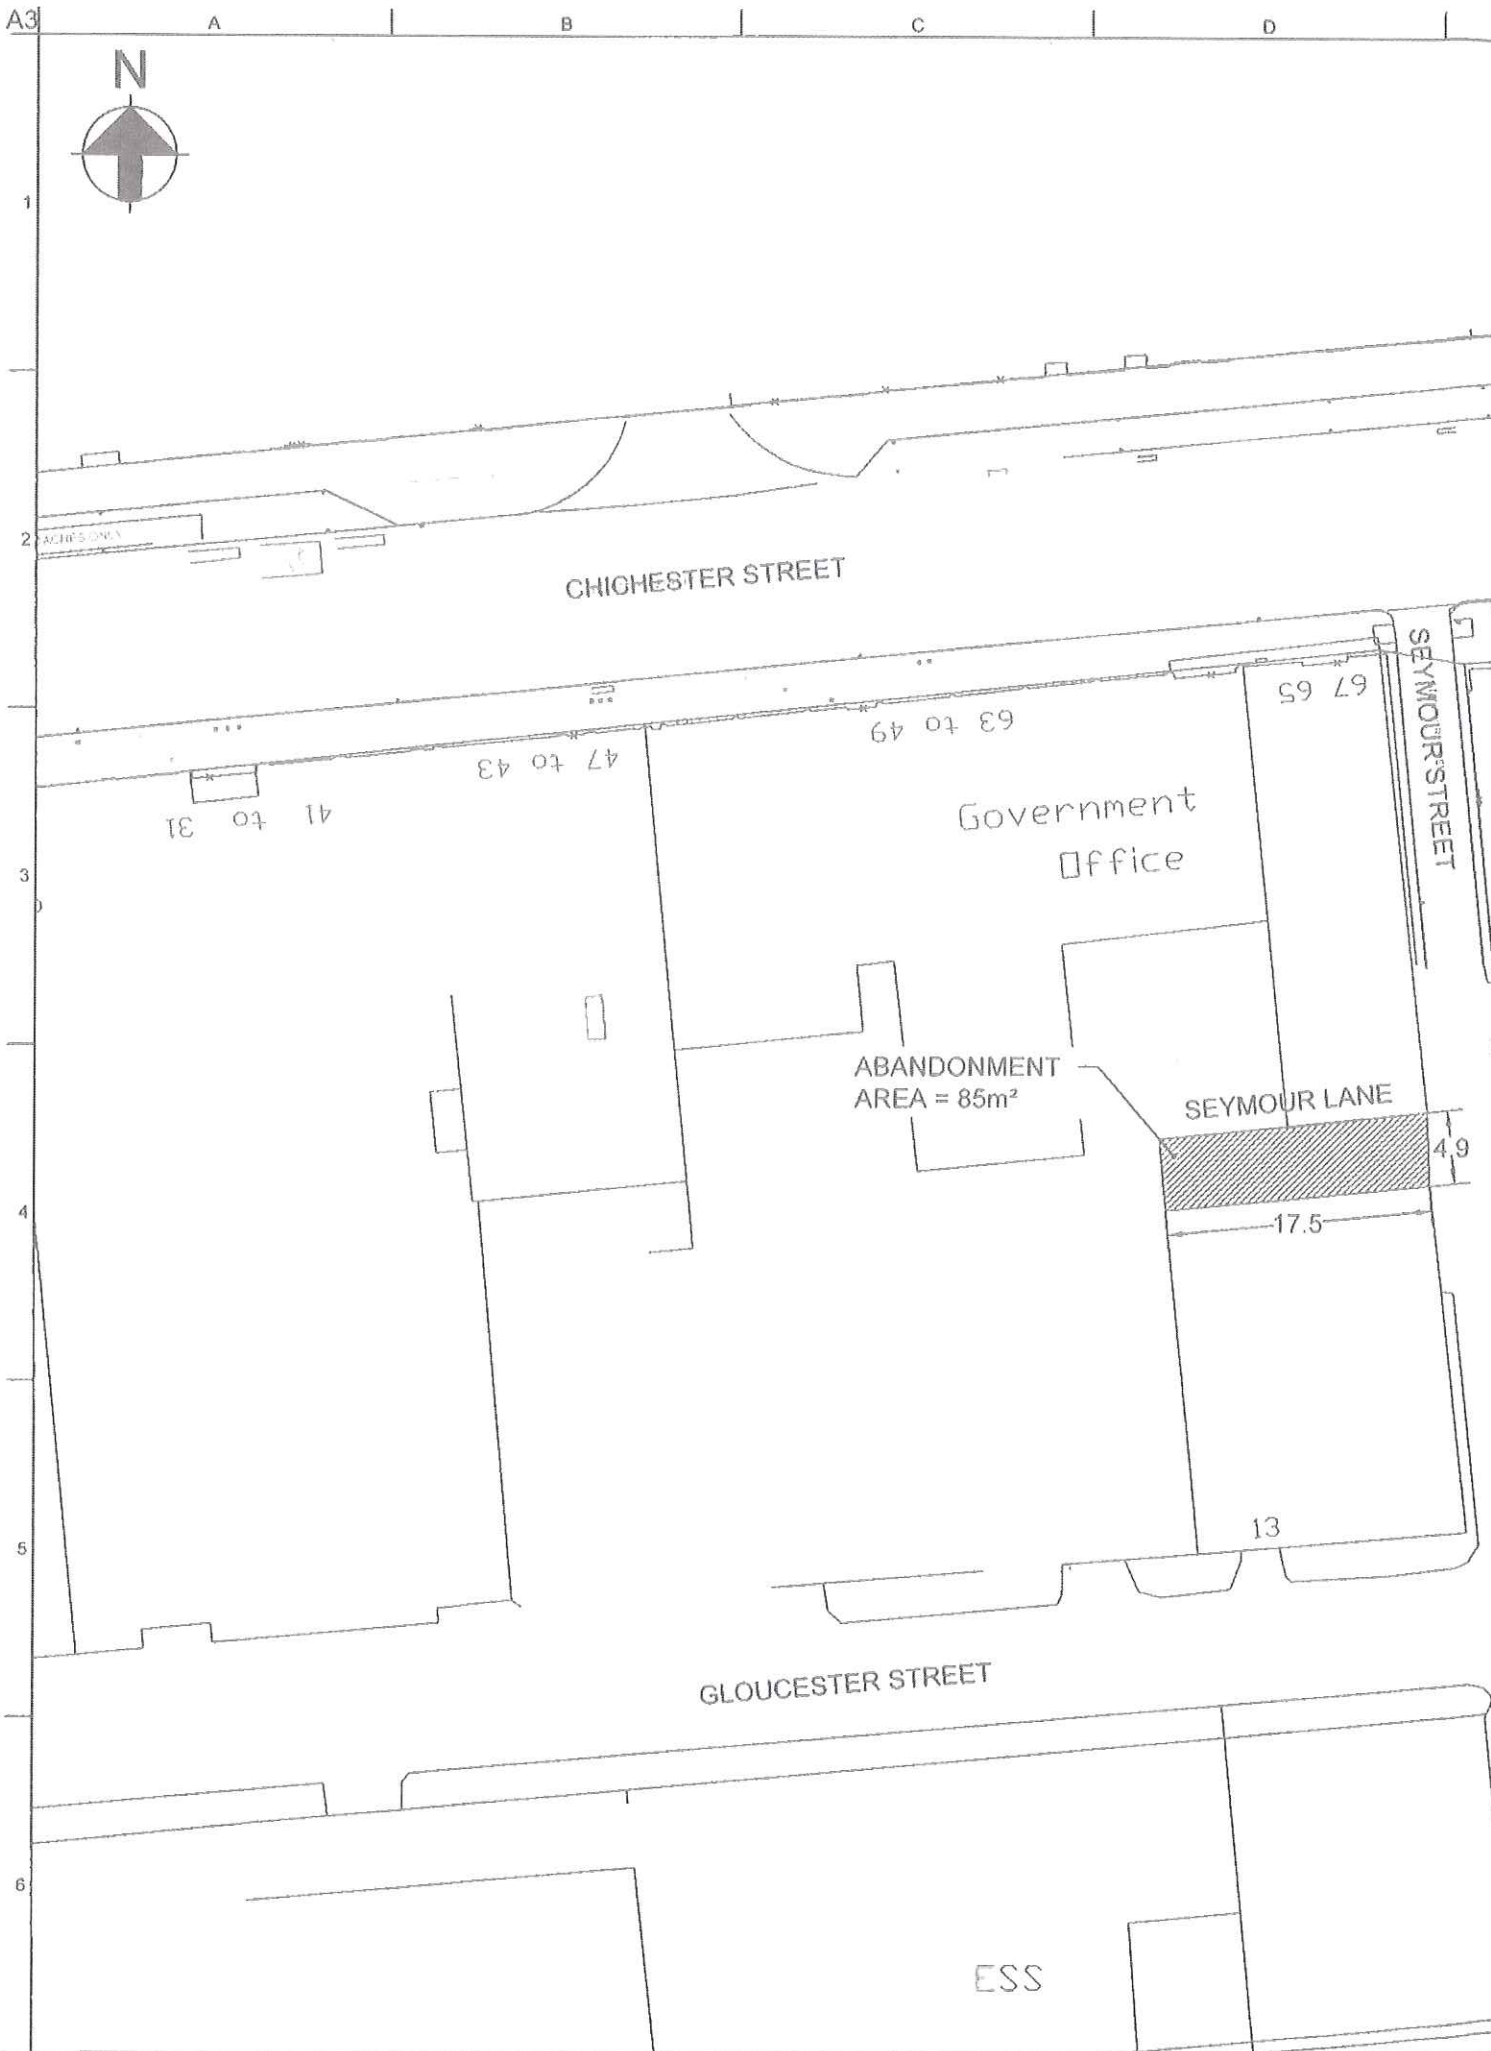 A3
A
B
C
D
N
1
2
CHICHESTER STREET
SEYMOUR STREET
67
65
63 to 49
47 to 43
41 to 31
Government
Office
3
ABANDONMENT
AREA = 85m²
SEYMOUR LANE
4.9
17.5
4
13
5
GLOUCESTER STREET
6
ESS